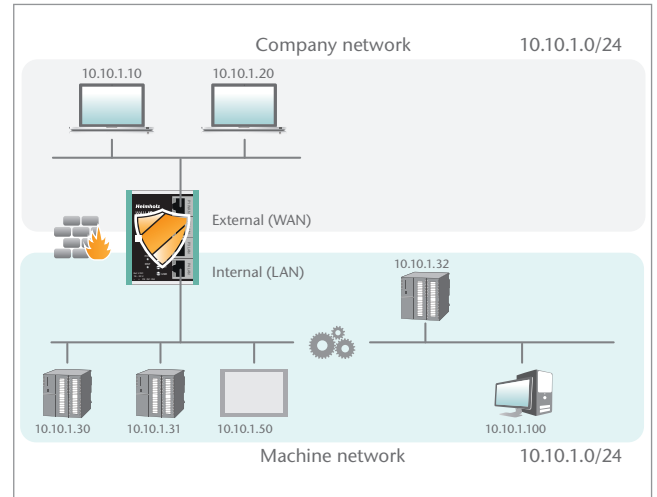 Company network 10.10.1.0/24
10.10.1.10 10.10.1.20
Helmholz
External (WAN)
Internal (LAN)
10.10.1.32
10.10.1.30 10.10.1.31 10.10.1.50 10.10.1.100
Machine network 10.10.1.0/24